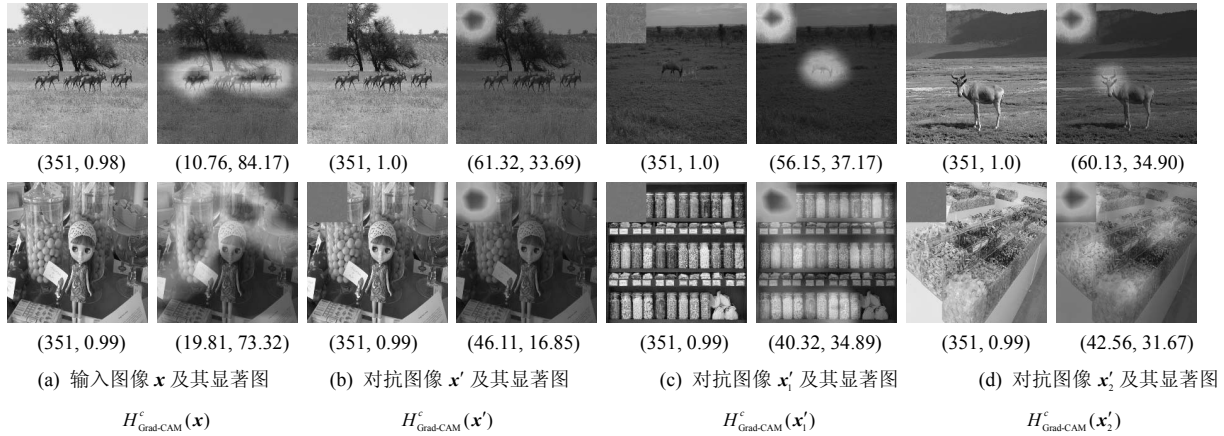 (351, 0.98) (10.76, 84.17) (351, 1.0) (61.32, 33.69) (351, 1.0) (56.15, 37.17) (351, 1.0) (60.13, 34.90)
(351, 0.99) (19.81, 73.32) (351, 0.99) (46.11, 16.85) (351, 0.99) (40.32, 34.89) (351, 0.99) (42.56, 31.67)
(a) 输入图像 x 及其显著图 (b) 对抗图像 x′ 及其显著图 (c) 对抗图像 x′₁ 及其显著图 (d) 对抗图像 x′₂ 及其显著图
H^c_Grad-CAM(x) H^c_Grad-CAM(x′) H^c_Grad-CAM(x′₁) H^c_Grad-CAM(x′₂)